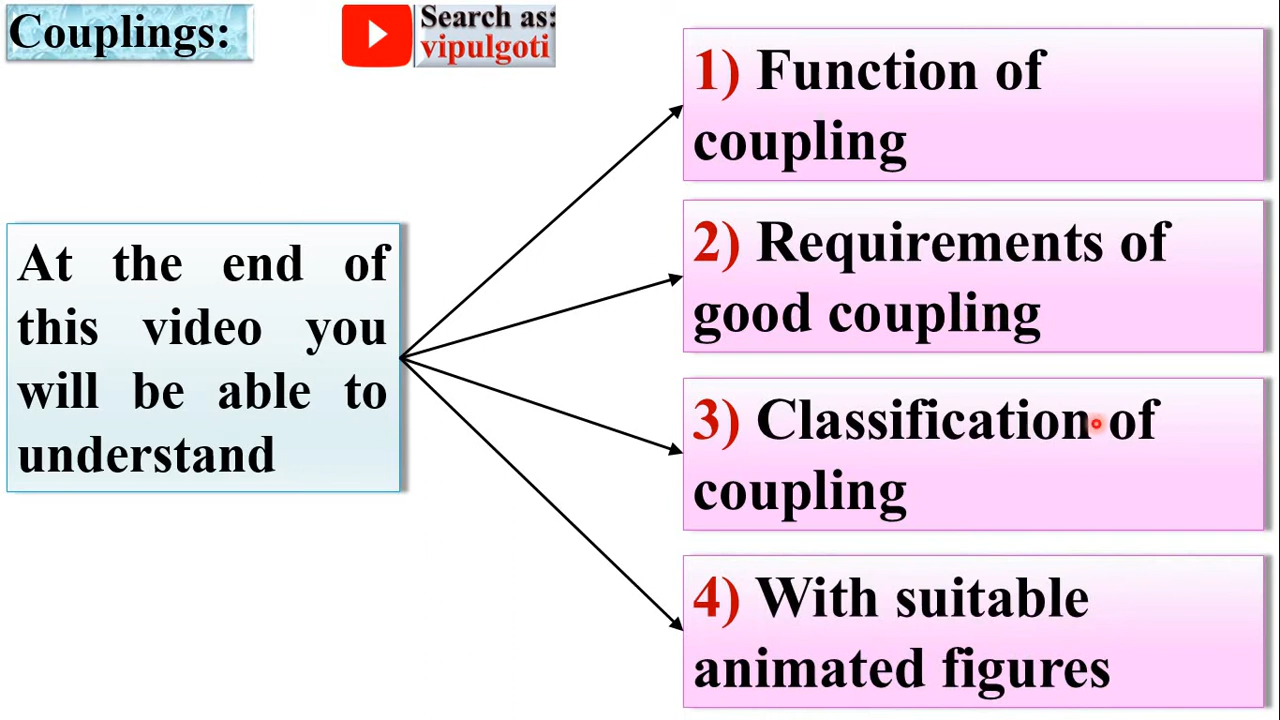 Couplings:
Search as:
vipulgoti
At the end of
this video you
will be able to
understand
1) Function of
coupling
2) Requirements of
good coupling
3) Classification of
coupling
4) With suitable
animated figures